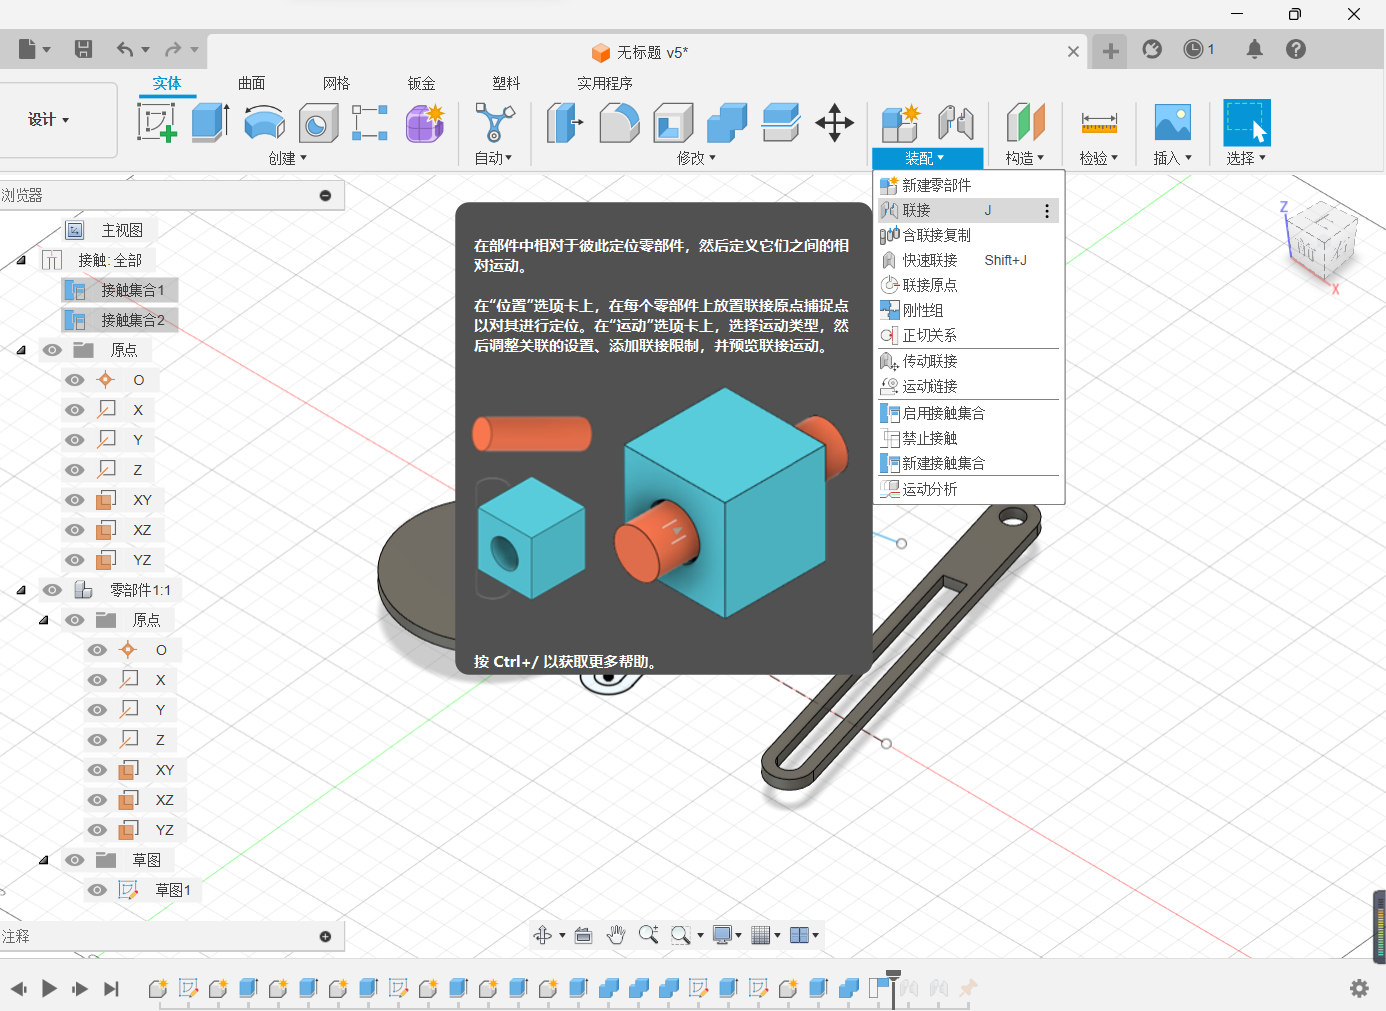 无标题 v5*
1
实体
曲面
网格
钣金
塑料
实用程序
设计
创建
自动
修改
装配
构造
检验
插入
选择
浏览器
主视图
接触: 全部
接触集合1
接触集合2
原点
O
X
Y
Z
XY
XZ
YZ
零部件1:1
原点
O
X
Y
Z
XY
XZ
YZ
草图
草图1
注释
在部件中相对于彼此定位零部件，然后定义它们之间的相
对运动。
在“位置”选项卡上，在每个零部件上放置联接原点捕捉点
以对其进行定位。在“运动”选项卡上，选择运动类型，然
后调整关联的设置、添加联接限制，并预览联接运动。
按 Ctrl+/ 以获取更多帮助。
新建零部件
联接 J
含联接复制
快速联接 Shift+J
联接原点
刚性组
正切关系
传动联接
运动链接
启用接触集合
禁止接触
新建接触集合
运动分析
Z
X